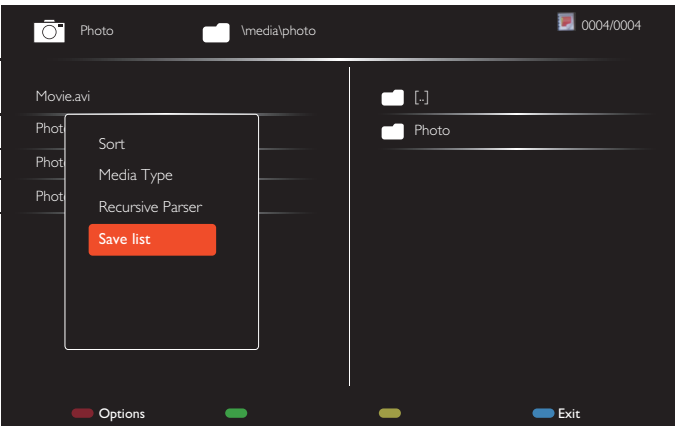 Photo
\media\photo
0004/0004
Movie.avi
[..]
Photo
Sort
Media Type
Recursive Parser
Save list
Options
Exit